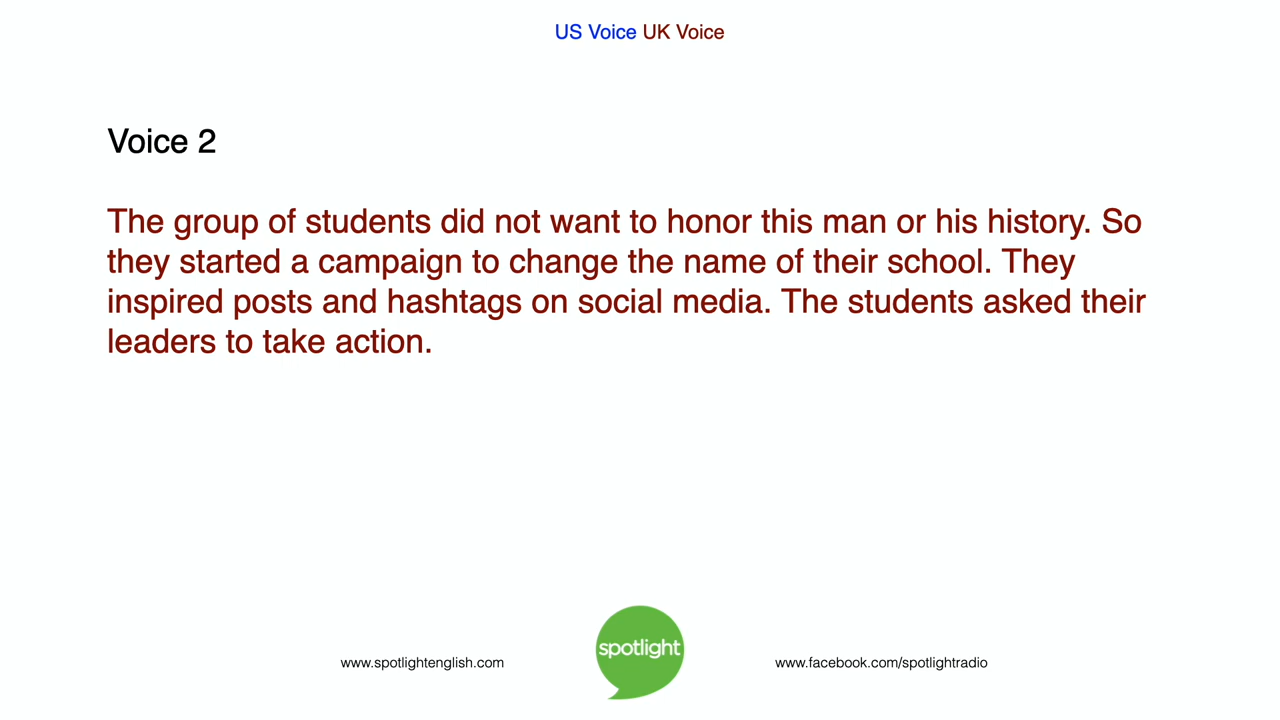 US Voice UK Voice
Voice 2
The group of students did not want to honor this man or his history. So
they started a campaign to change the name of their school. They
inspired posts and hashtags on social media. The students asked their
leaders to take action.
spotlight
www.spotlightenglish.com
www.facebook.com/spotlightradio